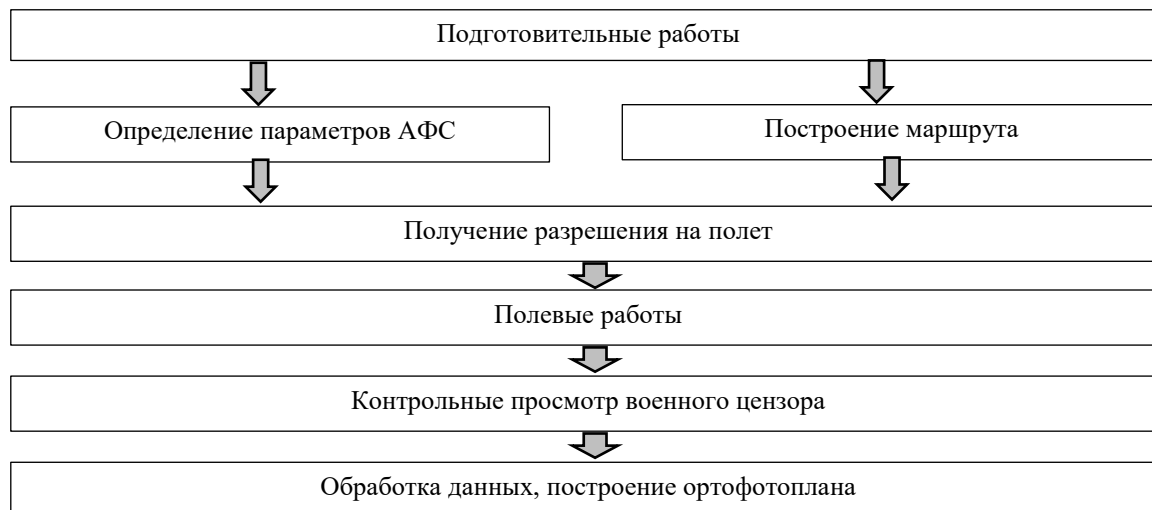 Подготовительные работы
Определение параметров АФС
Построение маршрута
Получение разрешения на полет
Полевые работы
Контрольные просмотр военного цензора
Обработка данных, построение ортофотоплана